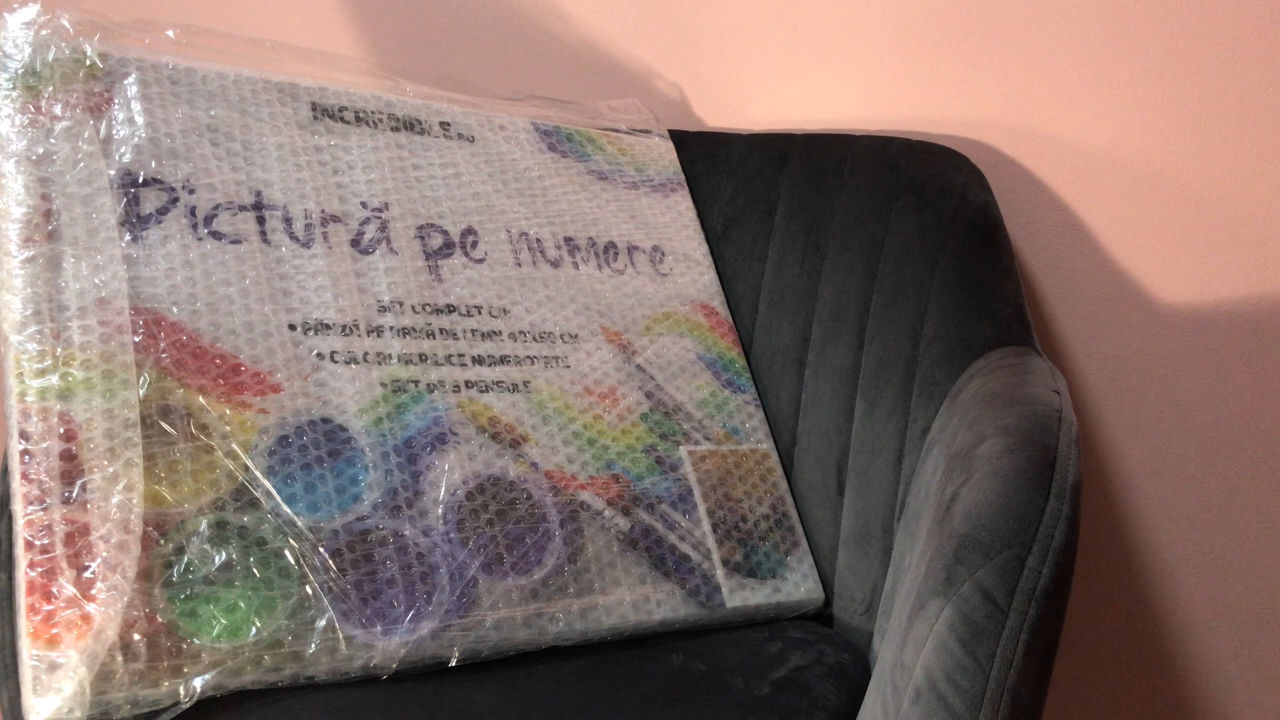 INCREDIBLE.RO
Pictură pe numere
SET COMPLET CU:
• PÂNZĂ PE RAMĂ DE LEMN 40X50 CM
• CULORI ACRILICE NUMEROTATE
• SET DE 3 PENSULE